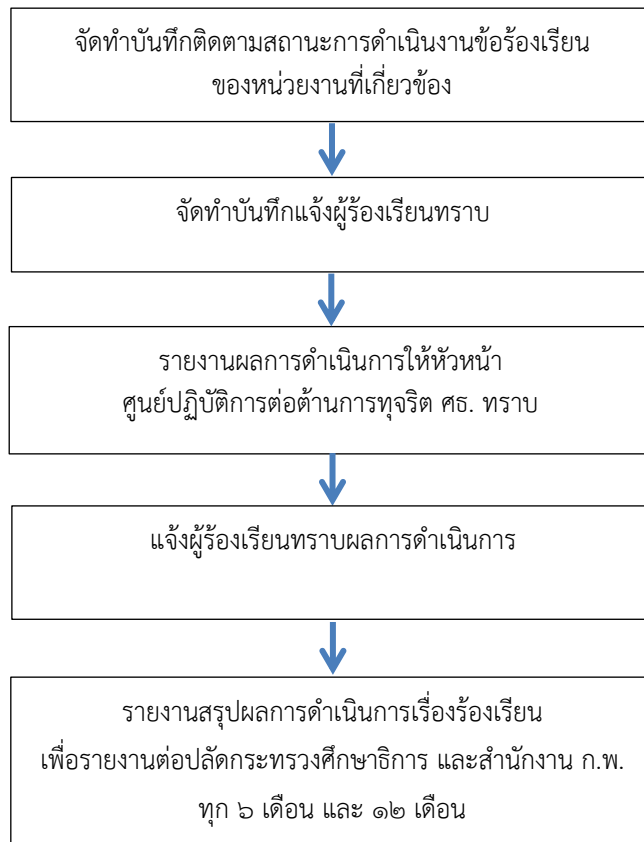 จัดทำบันทึกติดตามสถานะการดำเนินงานข้อร้องเรียน
ของหน่วยงานที่เกี่ยวข้อง
จัดทำบันทึกแจ้งผู้ร้องเรียนทราบ
รายงานผลการดำเนินการให้หัวหน้า
ศูนย์ปฏิบัติการต่อต้านการทุจริต ศธ. ทราบ
แจ้งผู้ร้องเรียนทราบผลการดำเนินการ
รายงานสรุปผลการดำเนินการเรื่องร้องเรียน
เพื่อรายงานต่อปลัดกระทรวงศึกษาธิการ และสำนักงาน ก.พ.
ทุก ๖ เดือน และ ๑๒ เดือน